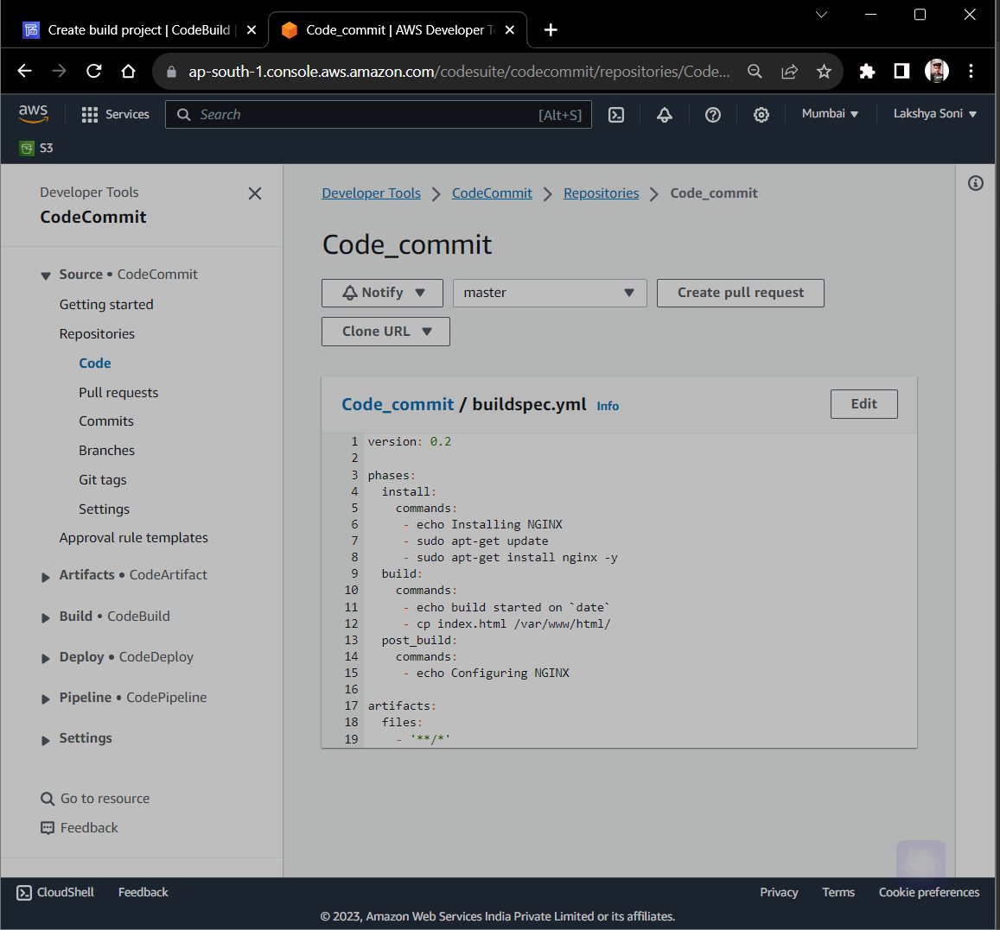 Create build project | CodeBuild
Code_commit | AWS Developer T
ap-south-1.console.aws.amazon.com/codesuite/codecommit/repositories/Code...
aws
Services
Search
[Alt+S]
Mumbai
Lakshya Soni
S3
Developer Tools
CodeCommit
Source • CodeCommit
Getting started
Repositories
Code
Pull requests
Commits
Branches
Git tags
Settings
Approval rule templates
Artifacts • CodeArtifact
Build • CodeBuild
Deploy • CodeDeploy
Pipeline • CodePipeline
Settings
Go to resource
Feedback
Developer Tools > CodeCommit > Repositories > Code_commit
Code_commit
Notify
master
Create pull request
Clone URL
Code_commit / buildspec.yml Info
Edit
1 version: 0.2
2
3 phases:
4   install:
5     commands:
6      - echo Installing NGINX
7      - sudo apt-get update
8      - sudo apt-get install nginx -y
9   build:
10     commands:
11      - echo build started on `date`
12      - cp index.html /var/www/html/
13   post_build:
14     commands:
15      - echo Configuring NGINX
16
17 artifacts:
18   files:
19     - '**/*'
CloudShell
Feedback
Privacy
Terms
Cookie preferences
© 2023, Amazon Web Services India Private Limited or its affiliates.